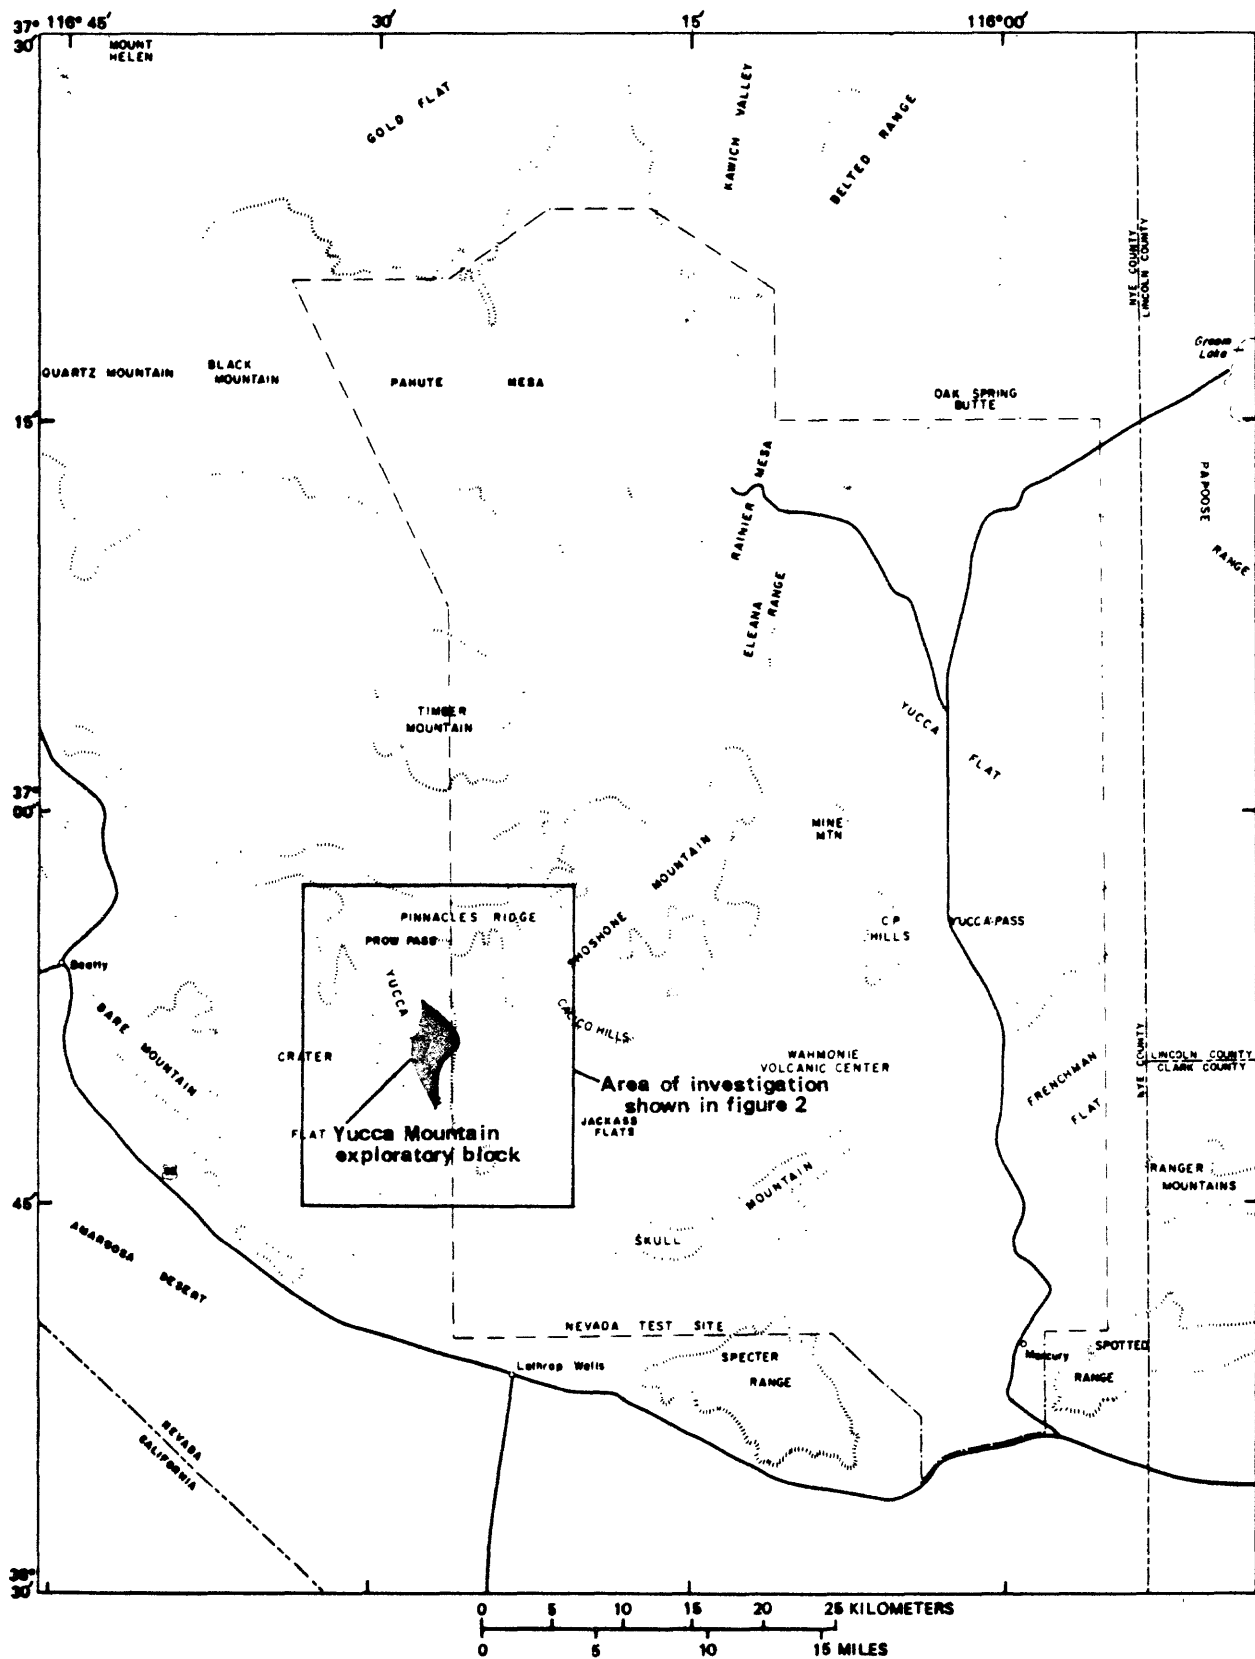 37°
30′
116° 45′
30′
15′
116°00′
MOUNT
HELEN
GOLD FLAT
KAWICH VALLEY
BELTED RANGE
NYE COUNTY
LINCOLN COUNTY
Groom
Lake
QUARTZ MOUNTAIN
BLACK
MOUNTAIN
PAHUTE MESA
OAK SPRING
BUTTE
15′
RAINIER MESA
PAPOOSE
RANGE
ELEANA
RANGE
TIMBER
MOUNTAIN
YUCCA
FLAT
37°
00′
MINE
MTN
SHOSHONE MOUNTAIN
PINNACLES RIDGE
PROW PASS
C P
HILLS
YUCCA PASS
Beatty
YUCCA
BARE MOUNTAIN
CALICO HILLS
CRATER
WAHMONIE
VOLCANIC CENTER
FRENCHMAN
FLAT
NYE COUNTY
LINCOLN COUNTY
CLARK COUNTY
Area of investigation
shown in figure 2
JACKASS
FLATS
FLAT
Yucca Mountain
exploratory block
RANGER
MOUNTAINS
45′
SKULL MOUNTAIN
AMARGOSA DESERT
NEVADA TEST SITE
Lathrop Wells
SPECTER
RANGE
Mercury
SPOTTED
RANGE
NEVADA
CALIFORNIA
36°
30′
0 5 10 15 20 25 KILOMETERS
0 5 10 15 MILES